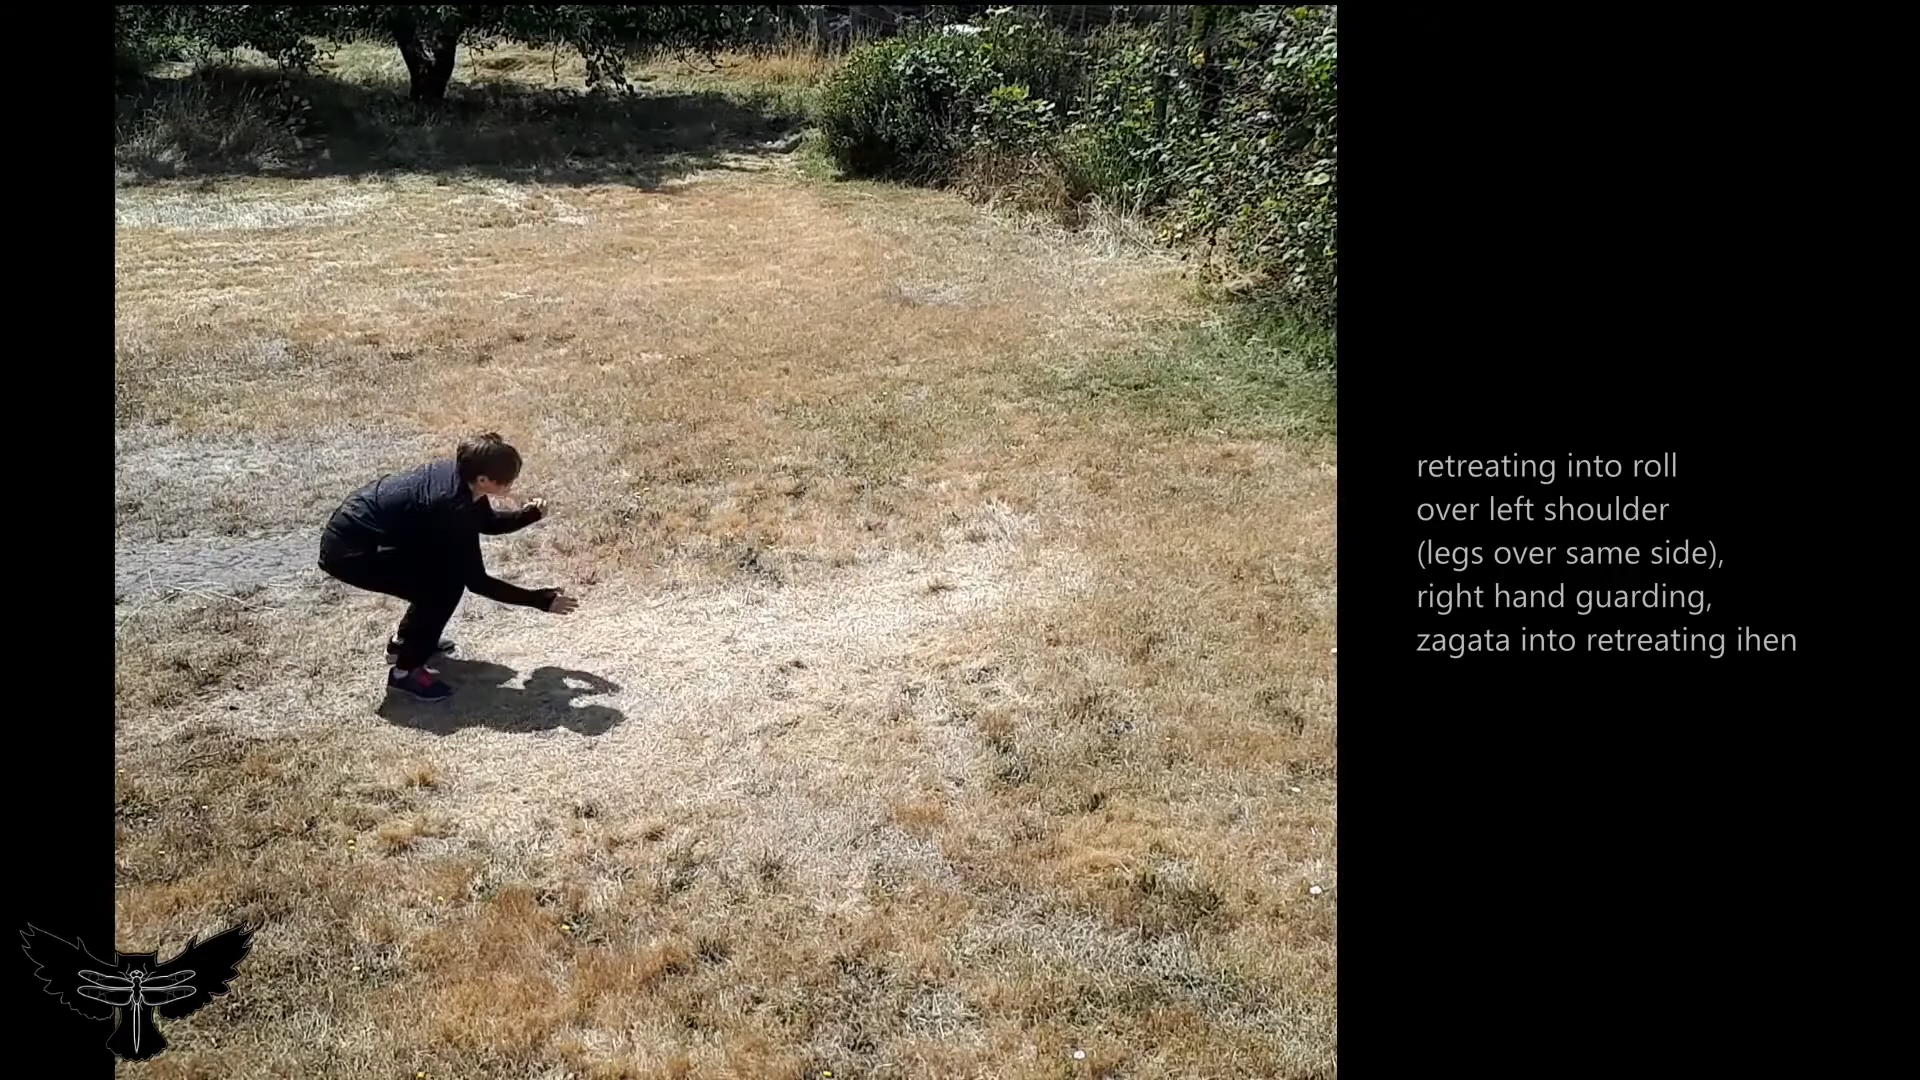 retreating into roll
over left shoulder
(legs over same side),
right hand guarding,
zagata into retreating ihen